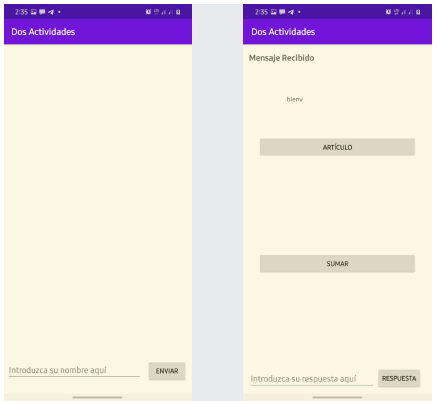 2:35
Dos Actividades
Introduzca su nombre aquí
ENVIAR
2:35
Dos Actividades
Mensaje Recibido
blenv
ARTÍCULO
SUMAR
Introduzca su respuesta aquí
RESPUESTA